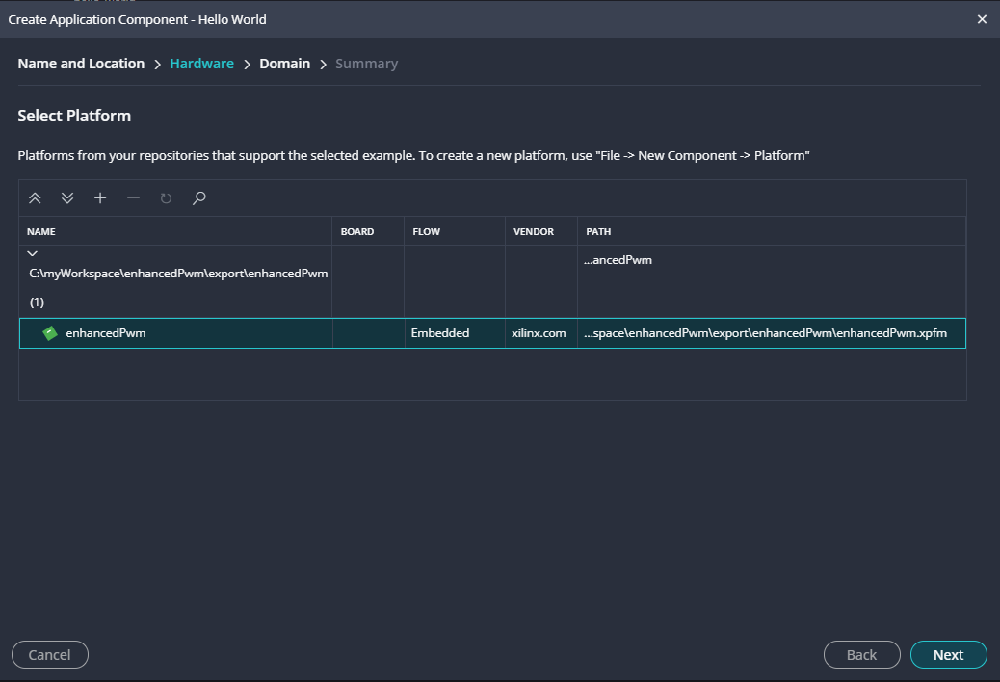 Create Application Component - Hello World
Name and Location > Hardware > Domain > Summary
Select Platform
Platforms from your repositories that support the selected example. To create a new platform, use "File -> New Component -> Platform"
NAME BOARD FLOW VENDOR PATH
C:\myWorkspace\enhancedPwm\export\enhancedPwm ...ancedPwm
(1)
enhancedPwm Embedded xilinx.com ...space\enhancedPwm\export\enhancedPwm\enhancedPwm.xpfm
Cancel Back Next